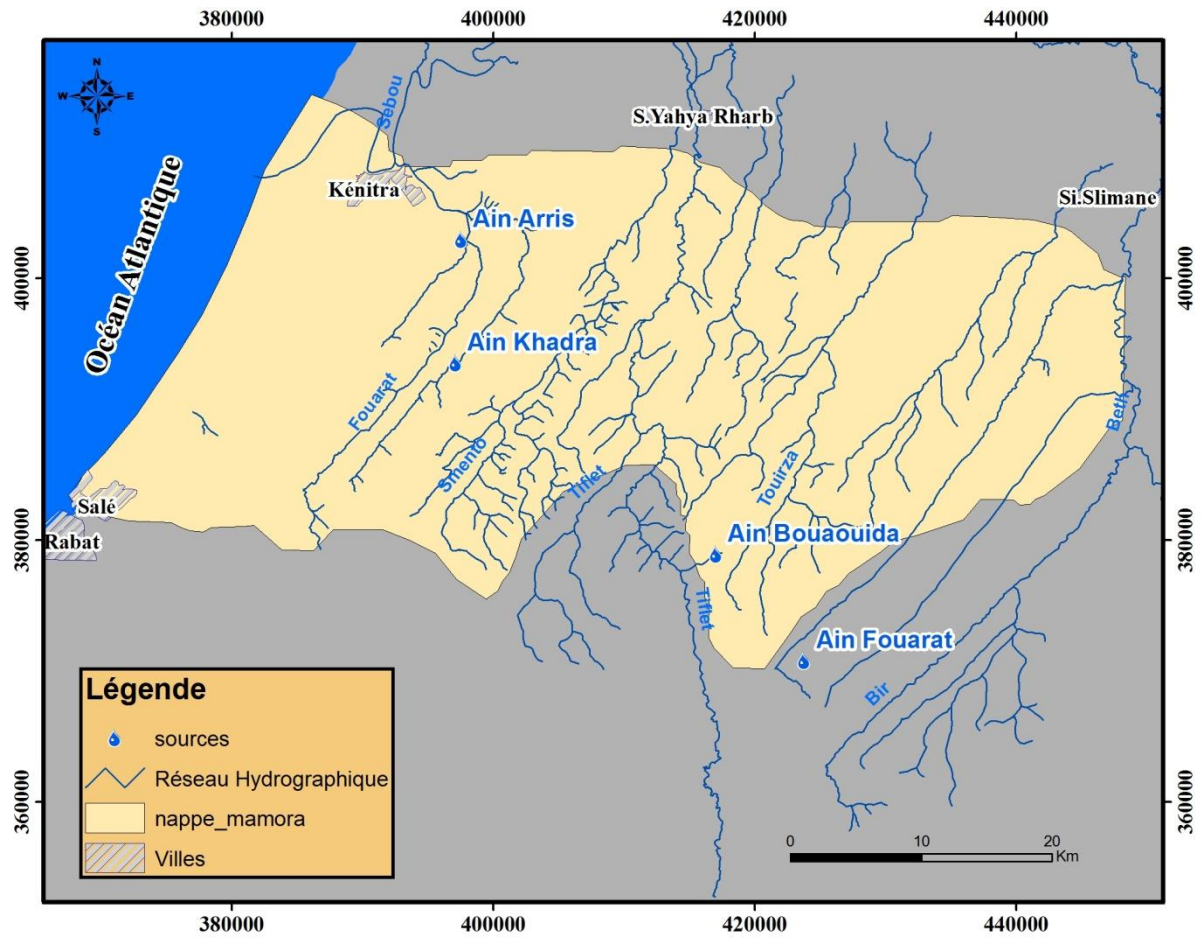 380000
400000
420000
440000
N
W
E
S
Sebou
S.Yahya Rharb
Kénitra
Si.Slimane
Océan Atlantique
Ain Arris
400000
400000
Ain Khadra
Fouarat
Beth
Smento
Tiflet
Touirza
Salé
Rabat
380000
380000
Ain Bouaouida
Tiflet
Ain Fouarat
Bir
Légende
sources
Réseau Hydrographique
nappe_mamora
Villes
360000
360000
0
10
20
Km
380000
400000
420000
440000